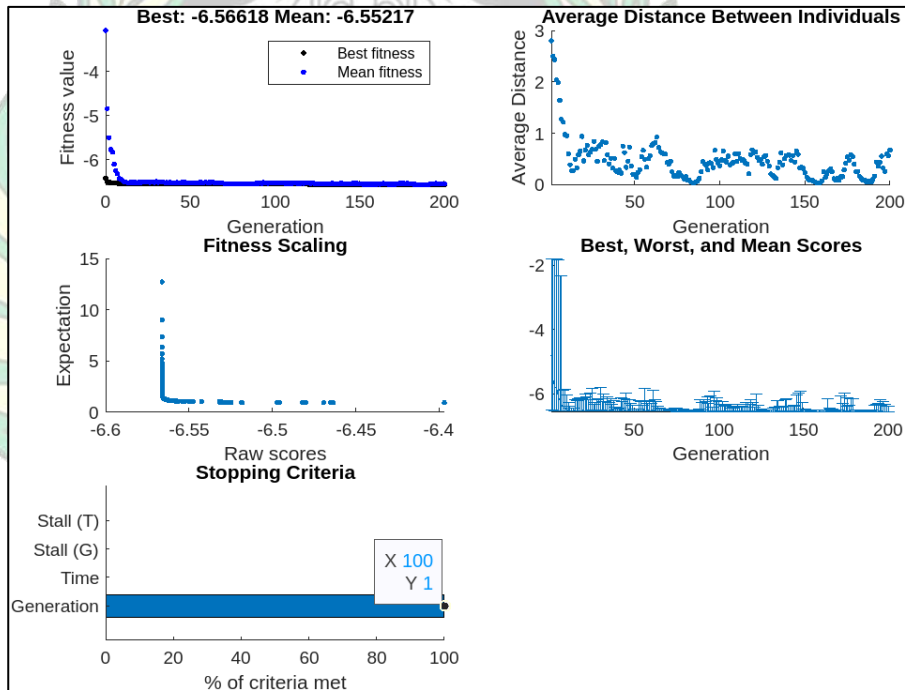 Best: -6.56618 Mean: -6.55217
Best fitness
Mean fitness
Fitness value
-4
-5
-6
0 50 100 150 200
Generation
Average Distance Between Individuals
Average Distance
3
2
1
0
50 100 150 200
Generation
Fitness Scaling
Expectation
15
10
5
0
-6.6 -6.55 -6.5 -6.45 -6.4
Raw scores
Best, Worst, and Mean Scores
-2
-4
-6
50 100 150 200
Generation
Stopping Criteria
Stall (T)
Stall (G)
Time
Generation
X 100
Y 1
0 20 40 60 80 100
% of criteria met